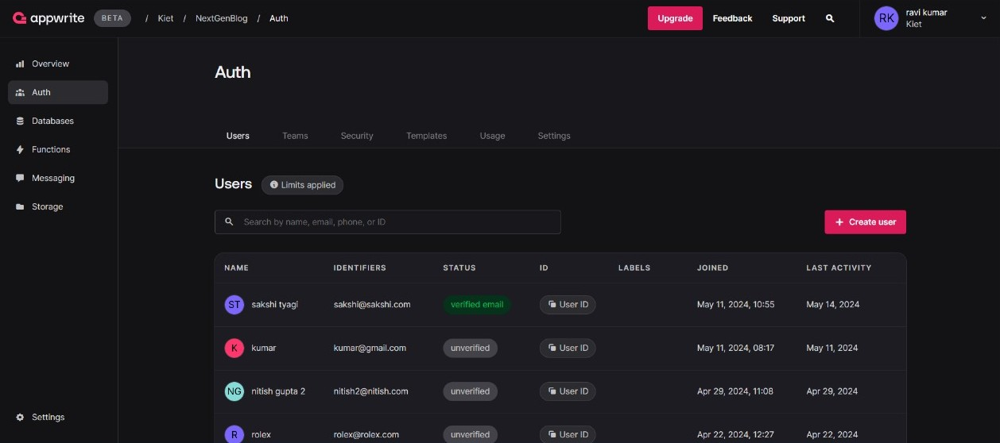 appwrite BETA / Kiet / NextGenBlog / Auth Upgrade Feedback Support RK ravi kumar
Kiet
Overview
Auth
Databases
Functions
Messaging
Storage
Settings
Auth
Users Teams Security Templates Usage Settings
Users Limits applied
Search by name, email, phone, or ID + Create user
NAME IDENTIFIERS STATUS ID LABELS JOINED LAST ACTIVITY
ST sakshi tyagi sakshi@sakshi.com verified email User ID May 11, 2024, 10:55 May 14, 2024
K kumar kumar@gmail.com unverified User ID May 11, 2024, 08:17 May 11, 2024
NG nitish gupta 2 nitish2@nitish.com unverified User ID Apr 29, 2024, 11:08 Apr 29, 2024
R rolex rolex@rolex.com unverified User ID Apr 22, 2024, 12:27 Apr 22, 2024